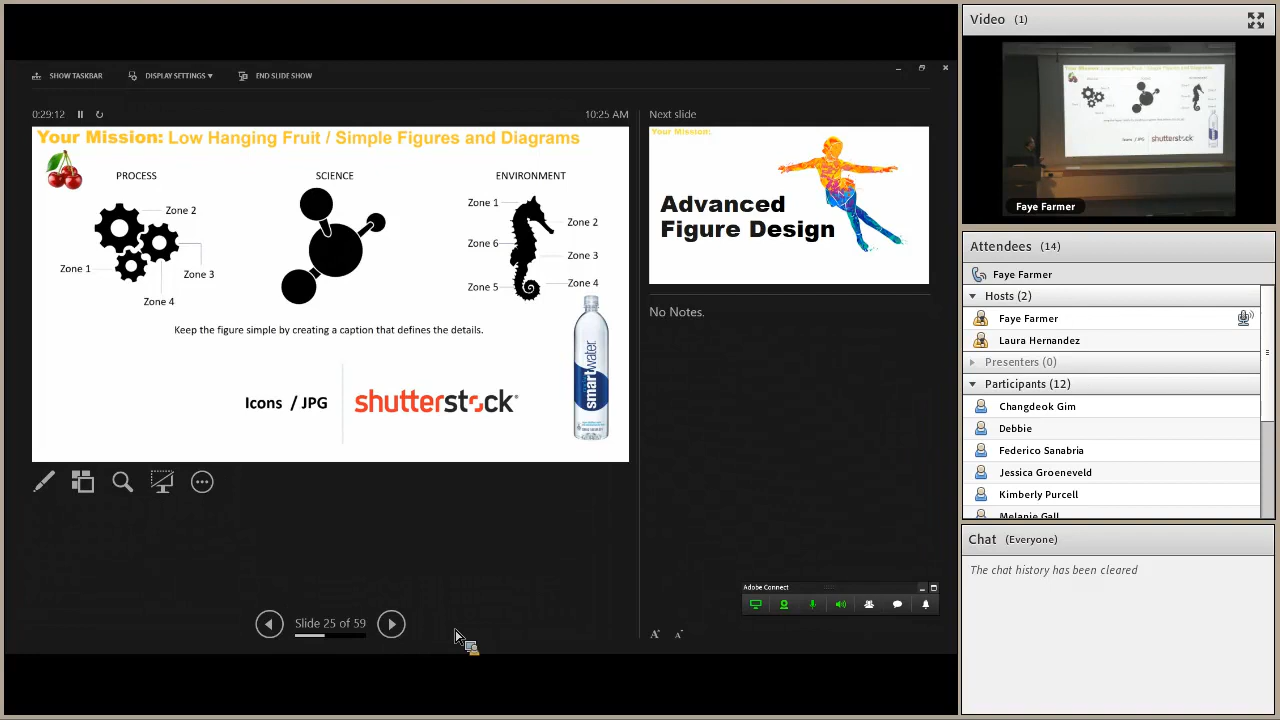 SHOW TASKBAR
DISPLAY SETTINGS ▾
END SLIDE SHOW
0:29:12
10:25 AM
Your Mission: Low Hanging Fruit / Simple Figures and Diagrams
PROCESS
SCIENCE
ENVIRONMENT
Zone 2
Zone 1
Zone 3
Zone 4
Zone 1
Zone 2
Zone 6
Zone 3
Zone 5
Zone 4
Keep the figure simple by creating a caption that defines the details.
Icons / JPG
shutterstock®
smartwater
Next slide
Your Mission:
Advanced
Figure Design
No Notes.
Slide 25 of 59
Adobe Connect
Video (1)
Faye Farmer
Attendees (14)
Faye Farmer
Hosts (2)
Faye Farmer
Laura Hernandez
Presenters (0)
Participants (12)
Changdeok Gim
Debbie
Federico Sanabria
Jessica Groeneveld
Kimberly Purcell
Melanie Gall
Chat (Everyone)
The chat history has been cleared